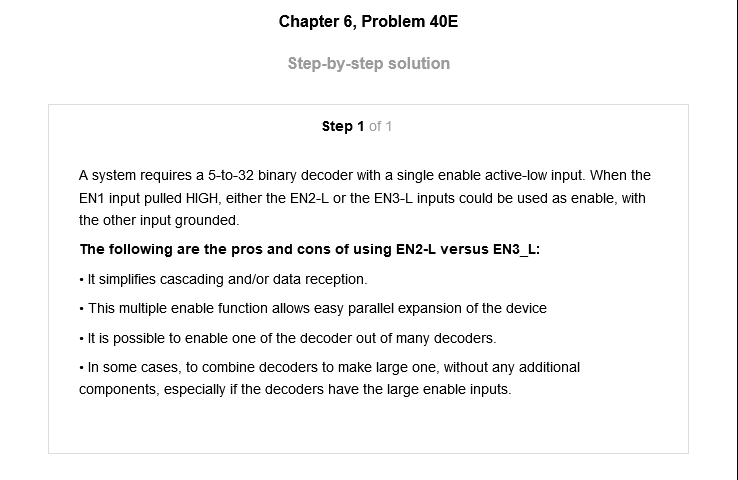 Chapter 6, Problem 40E
Step-by-step solution
Step 1 of 1
A system requires a 5-to-32 binary decoder with a single enable active-low input. When the
EN1 input pulled HIGH, either the EN2-L or the EN3-L inputs could be used as enable, with
the other input grounded.
The following are the pros and cons of using EN2-L versus EN3_L:
• It simplifies cascading and/or data reception.
• This multiple enable function allows easy parallel expansion of the device
• It is possible to enable one of the decoder out of many decoders.
• In some cases, to combine decoders to make large one, without any additional
components, especially if the decoders have the large enable inputs.